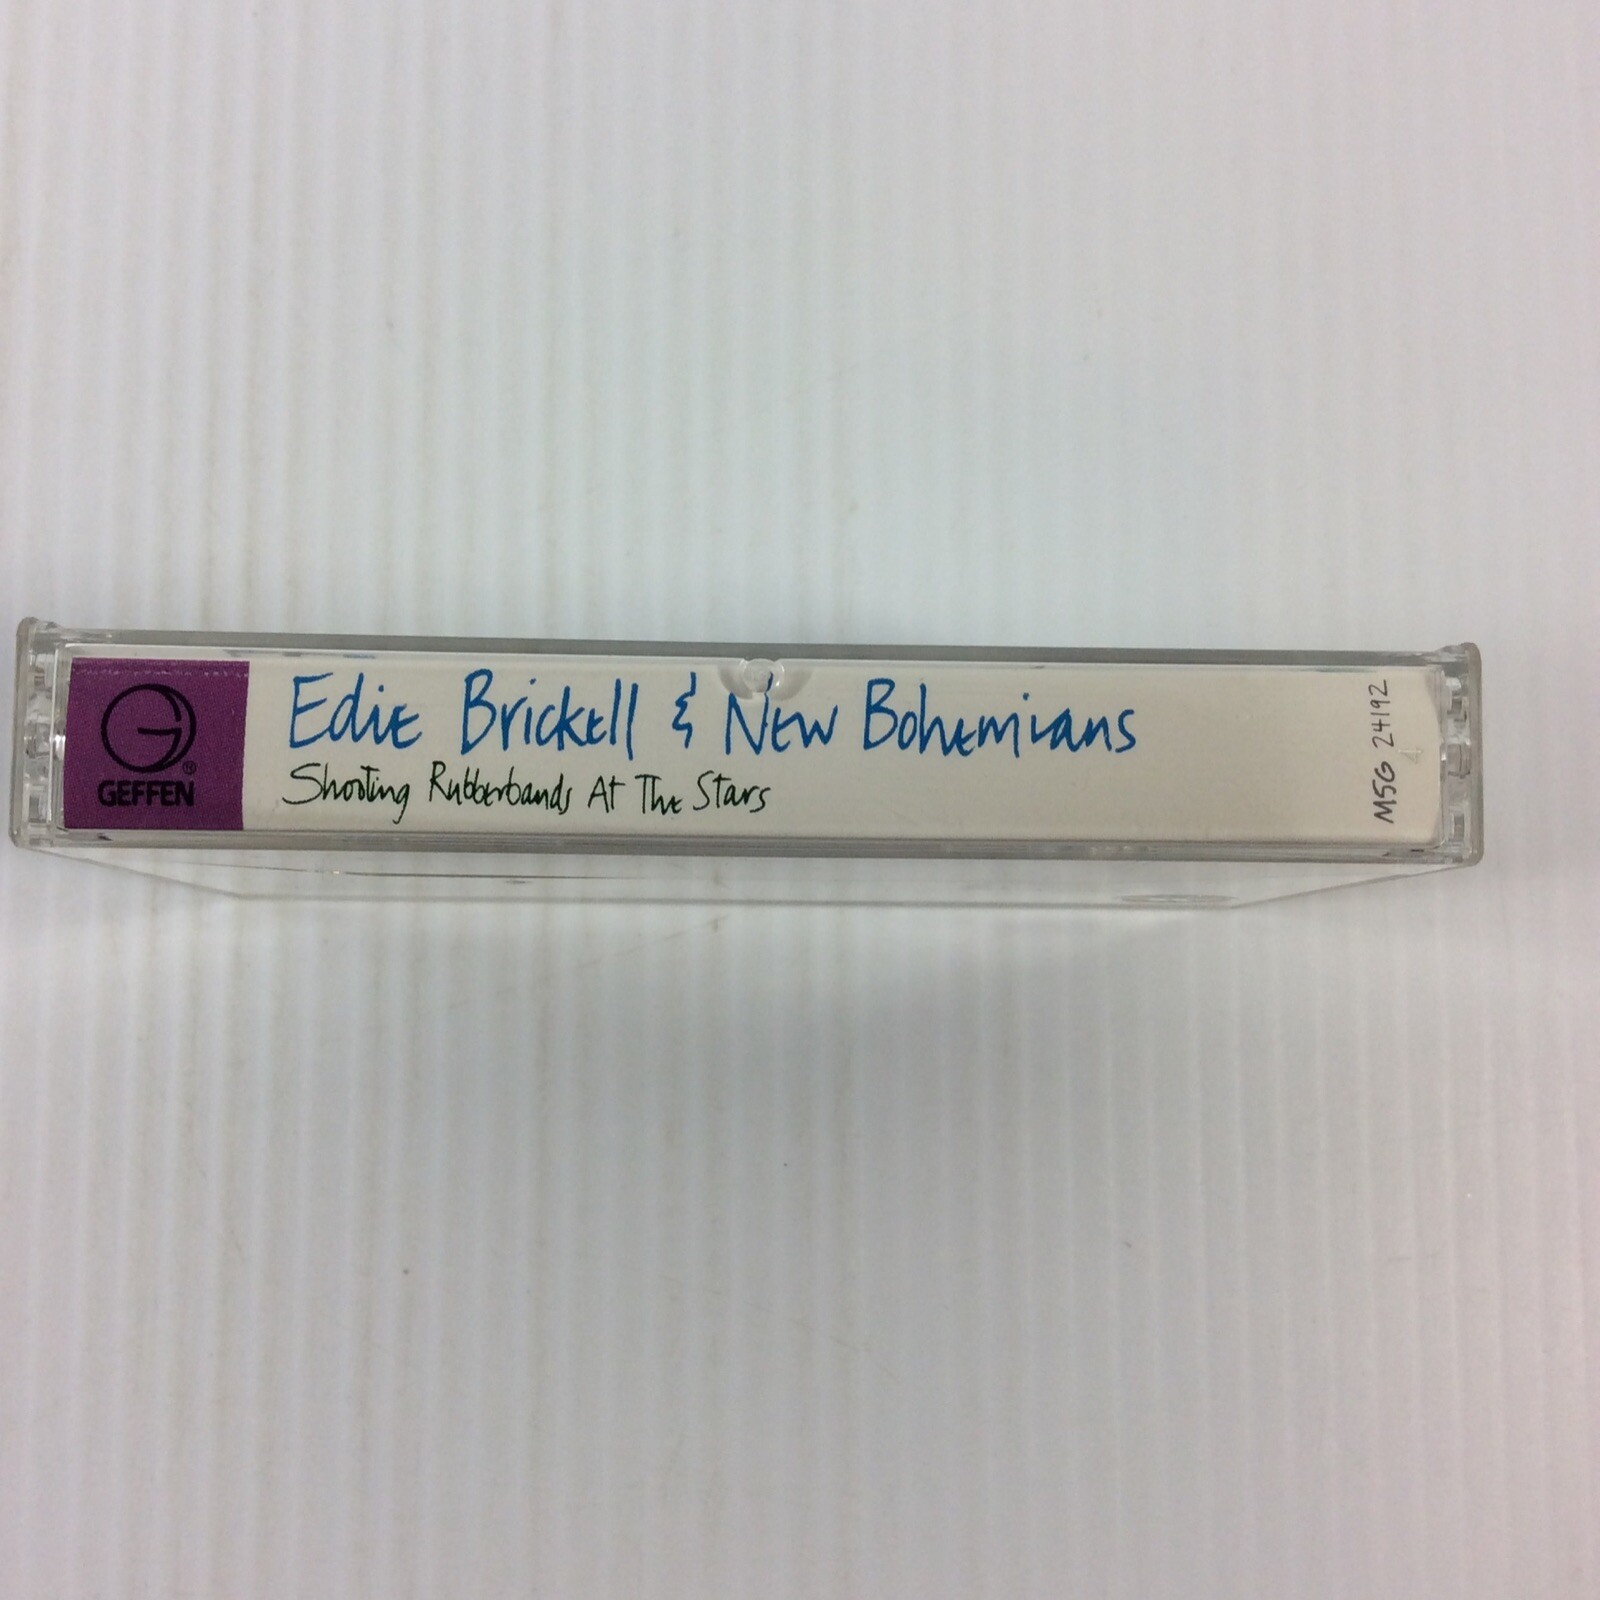 GEFFEN
Edie Brickell & New Bohemians
Shooting Rubberbands At The Stars
M5G 24192
4